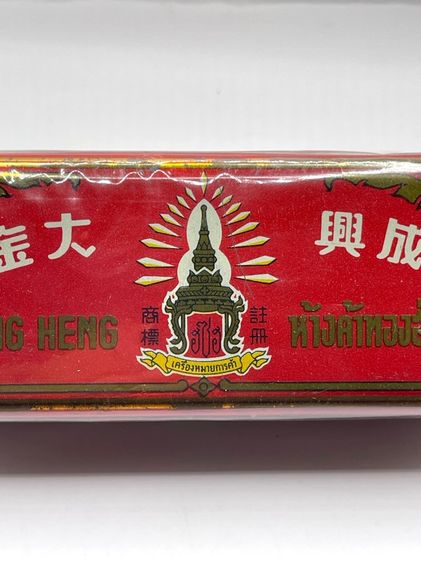 金大
興成
NG HENG
商標
註冊
ห้างค้าทอง
เครื่องหมายการค้า